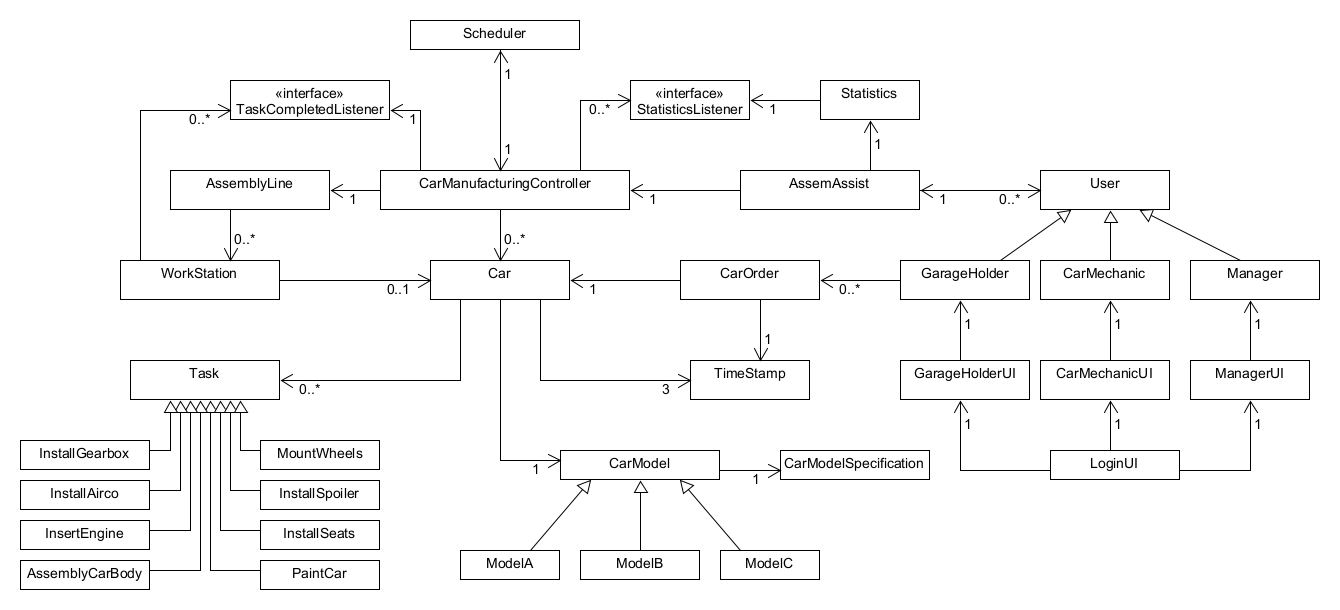 Scheduler
1
«interface»
TaskCompletedListener
0..*
1
«interface»
StatisticsListener
0..*
1
Statistics
1
1
AssemblyLine
1
CarManufacturingController
1
AssemAssist
1
0..*
User
0..*
0..*
WorkStation
0..1
Car
1
CarOrder
0..*
GarageHolder
CarMechanic
Manager
1
1
1
1
Task
0..*
3
TimeStamp
GarageHolderUI
CarMechanicUI
ManagerUI
1
1
1
InstallGearbox
MountWheels
1
CarModel
1
CarModelSpecification
LoginUI
InstallAirco
InstallSpoiler
InsertEngine
InstallSeats
AssemblyCarBody
PaintCar
ModelA
ModelB
ModelC